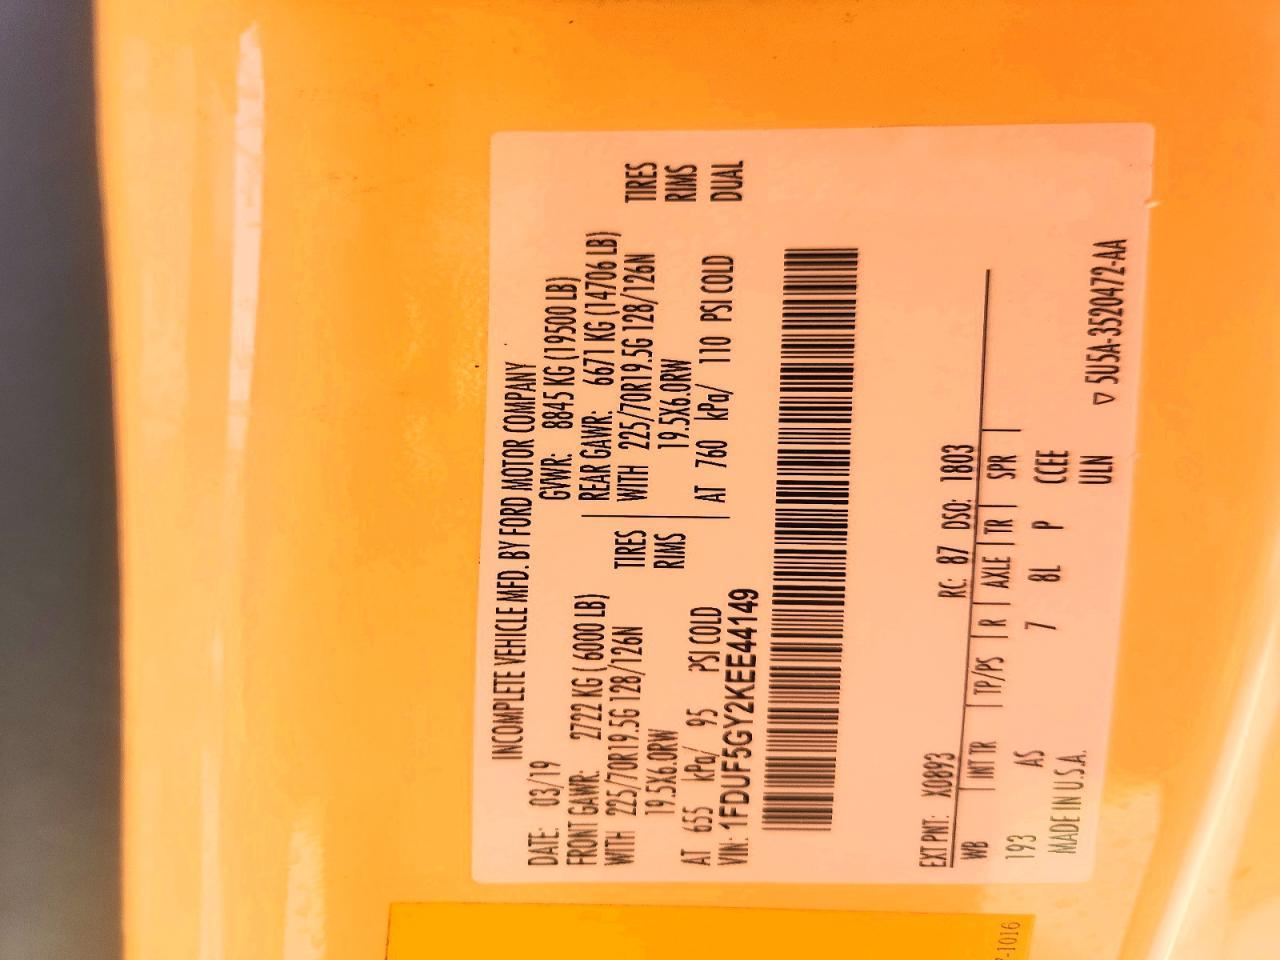 INCOMPLETE VEHICLE MFD. BY FORD MOTOR COMPANY
DATE: 03/19 GVWR: 8845 KG (19500 LB)
FRONT GAWR: 2722 KG ( 6000 LB) REAR GAWR: 6671 KG (14706 LB)
WITH 225/70R19.5G 128/126N TIRES WITH 225/70R19.5G 128/126N TIRES
19.5X6.0RW RIMS 19.5X6.0RW RIMS
AT 655 kPa/ 95 PSI COLD AT 760 kPa/ 110 PSI COLD DUAL
VIN: 1FDUF5GY2KEE44149
EXT PNT: X0893 RC: 87 DSO: 1803
WB | INT TR | TP/PS | R | AXLE | TR | SPR |
193 AS 7 8L P CCEE
MADE IN U.S.A. ULN
▽ 5U5A-3520472-AA